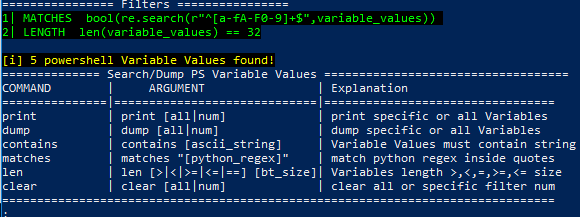 ================ Filters ===============
1| MATCHES  bool(re.search(r"^[a-fA-F0-9]+$",variable_values))
2| LENGTH  len(variable_values) == 32
[i] 5 powershell Variable Values found!
============== Search/Dump PS Variable Values ===================================
COMMAND        |     ARGUMENT              | Explanation
===============|===========================|=================================
print          | print [all|num]           | print specific or all Variables
dump           | dump [all|num]            | dump specific or all Variables
contains       | contains [ascii_string]   | Variable Values must contain string
matches        | matches "[python_regex]"  | match python regex inside quotes
len            | len [>|<|>=|<=|==] [bt_size]| Variables length >,<,=,>=,<= size
clear          | clear [all|num]           | clear all or specific filter num
================================================================================
: